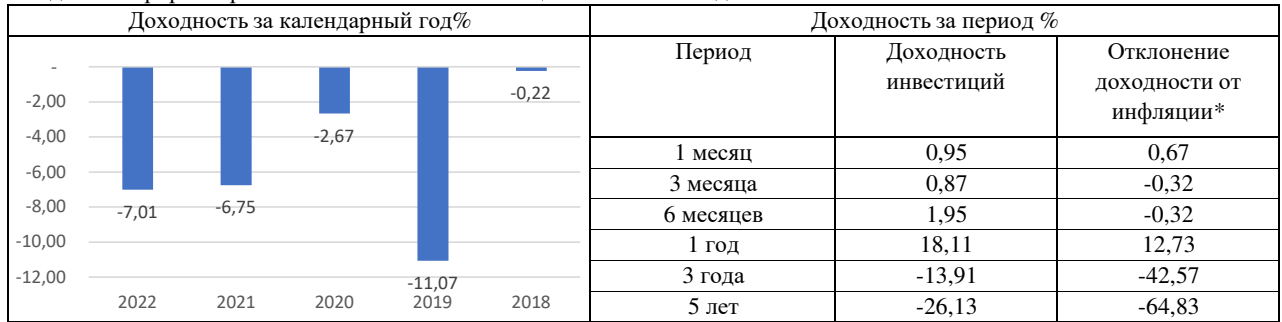 Доходность за календарный год%
-
-2,00
-4,00
-6,00
-8,00
-10,00
-12,00
-7,01
-6,75
-2,67
-11,07
-0,22
2022 2021 2020 2019 2018
Доходность за период %
Период Доходность инвестиций Отклонение доходности от инфляции*
1 месяц 0,95 0,67
3 месяца 0,87 -0,32
6 месяцев 1,95 -0,32
1 год 18,11 12,73
3 года -13,91 -42,57
5 лет -26,13 -64,83